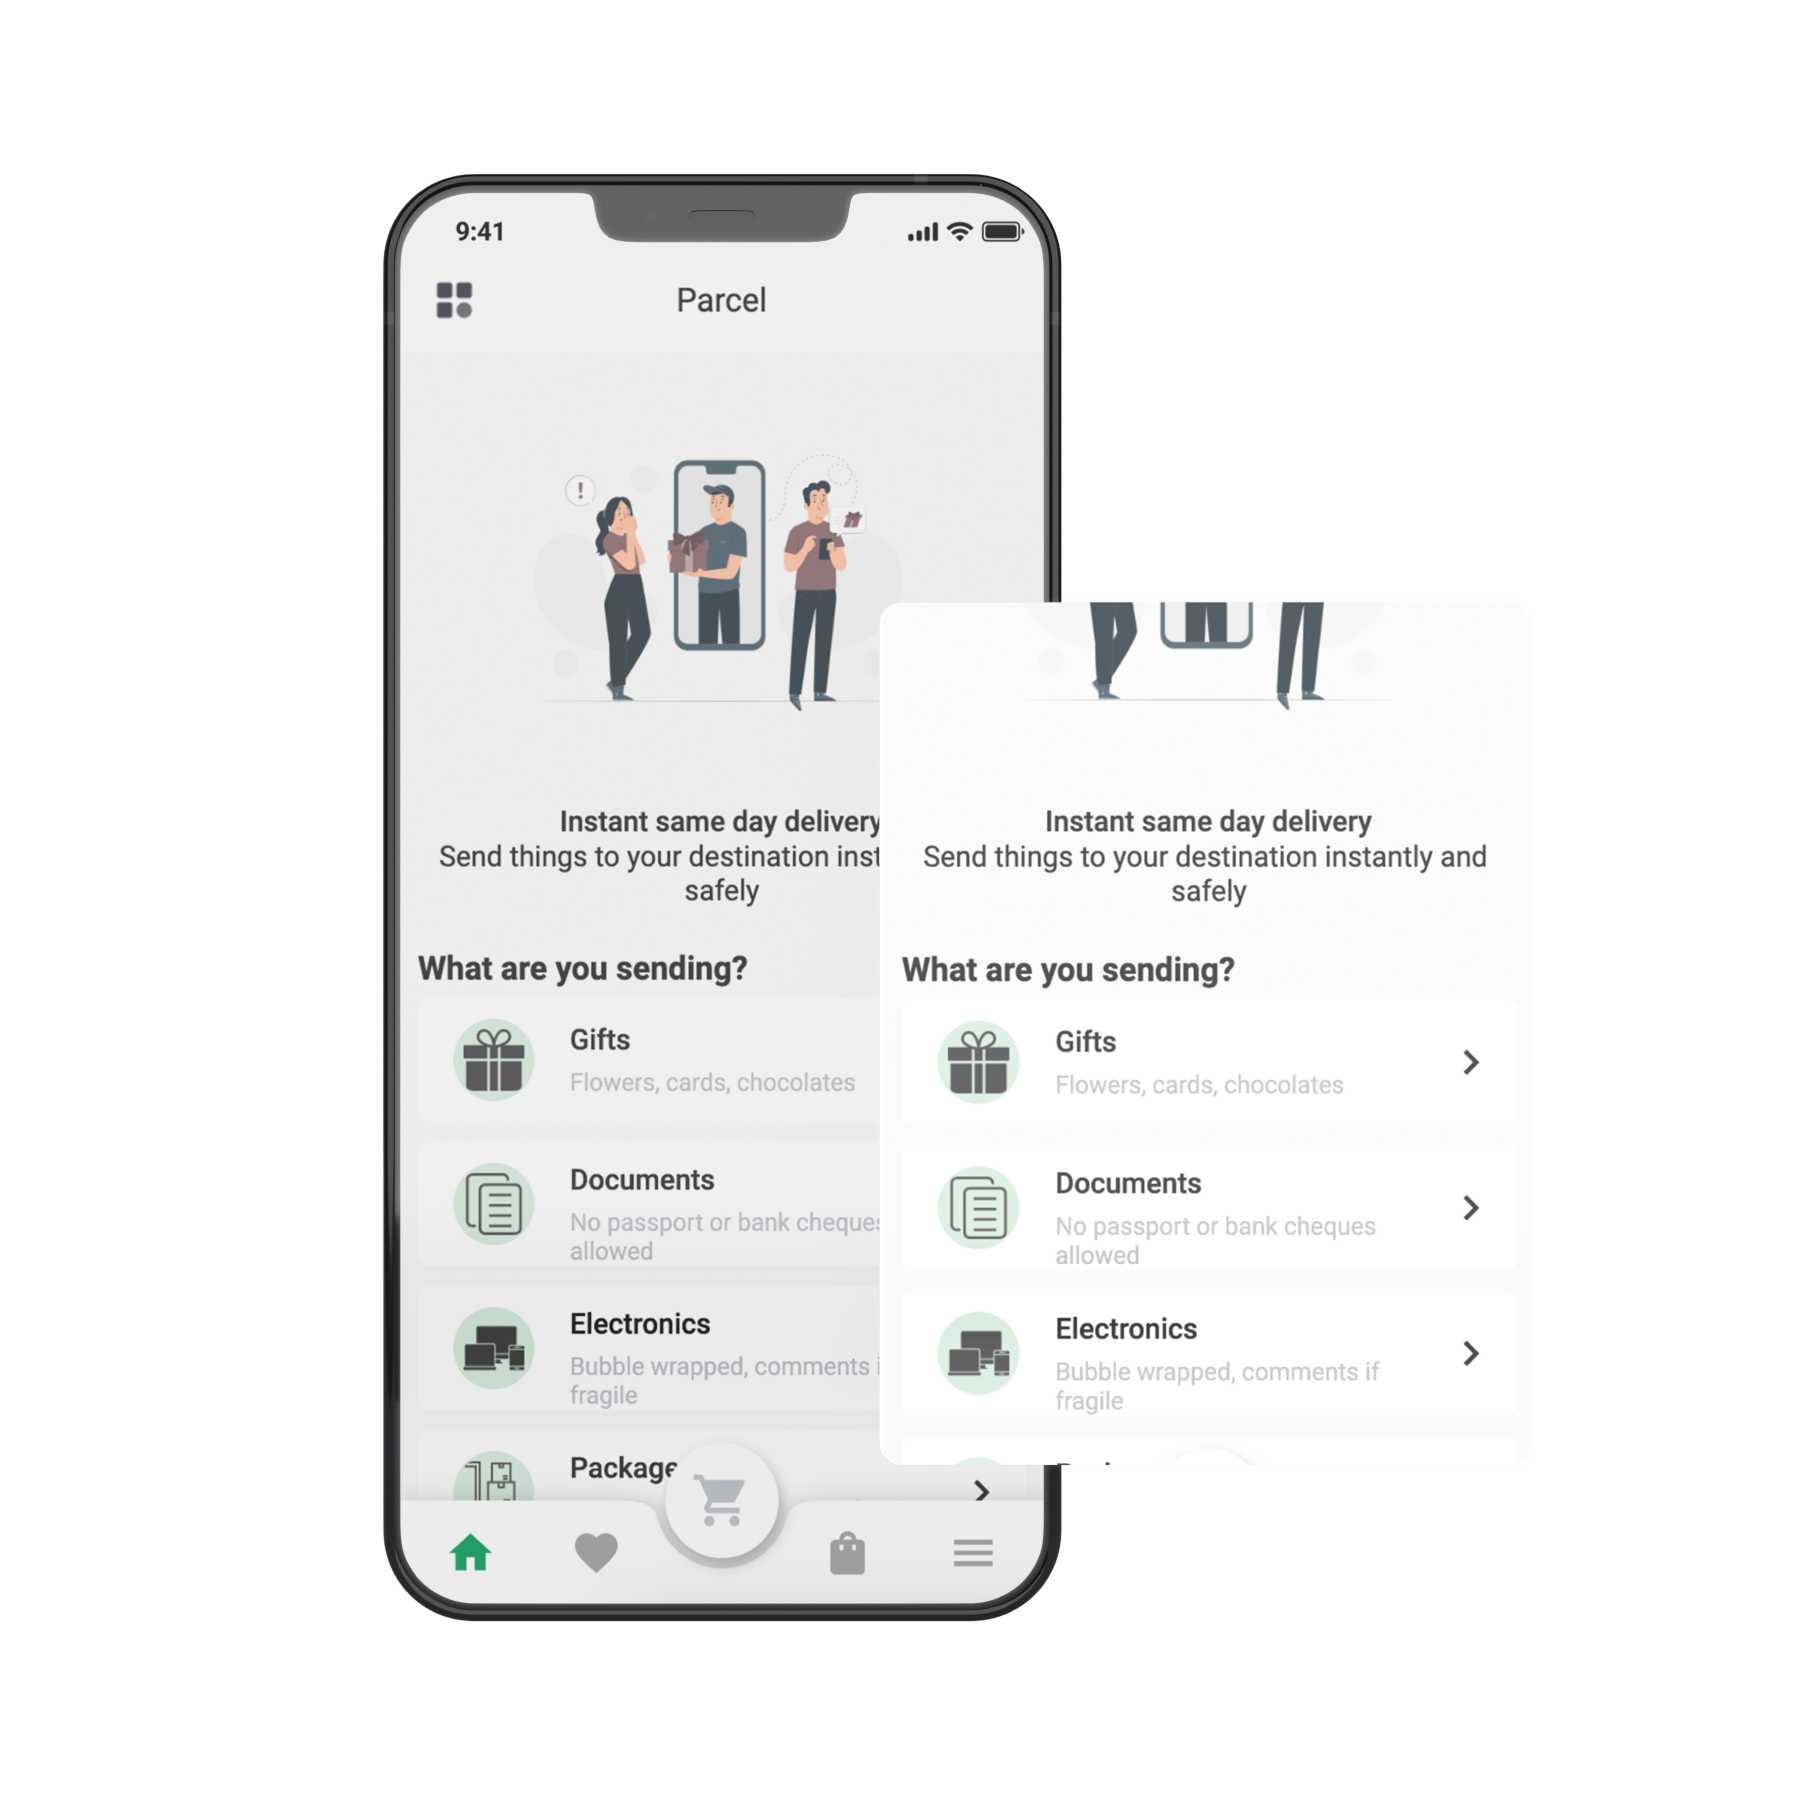 9:41
Parcel
!
Instant same day delivery
Send things to your destination inst
safely
What are you sending?
Gifts
Flowers, cards, chocolates
Documents
No passport or bank cheques
allowed
Electronics
Bubble wrapped, comments i
fragile
Package
Instant same day delivery
Send things to your destination instantly and
safely
What are you sending?
Gifts
Flowers, cards, chocolates
Documents
No passport or bank cheques
allowed
Electronics
Bubble wrapped, comments if
fragile